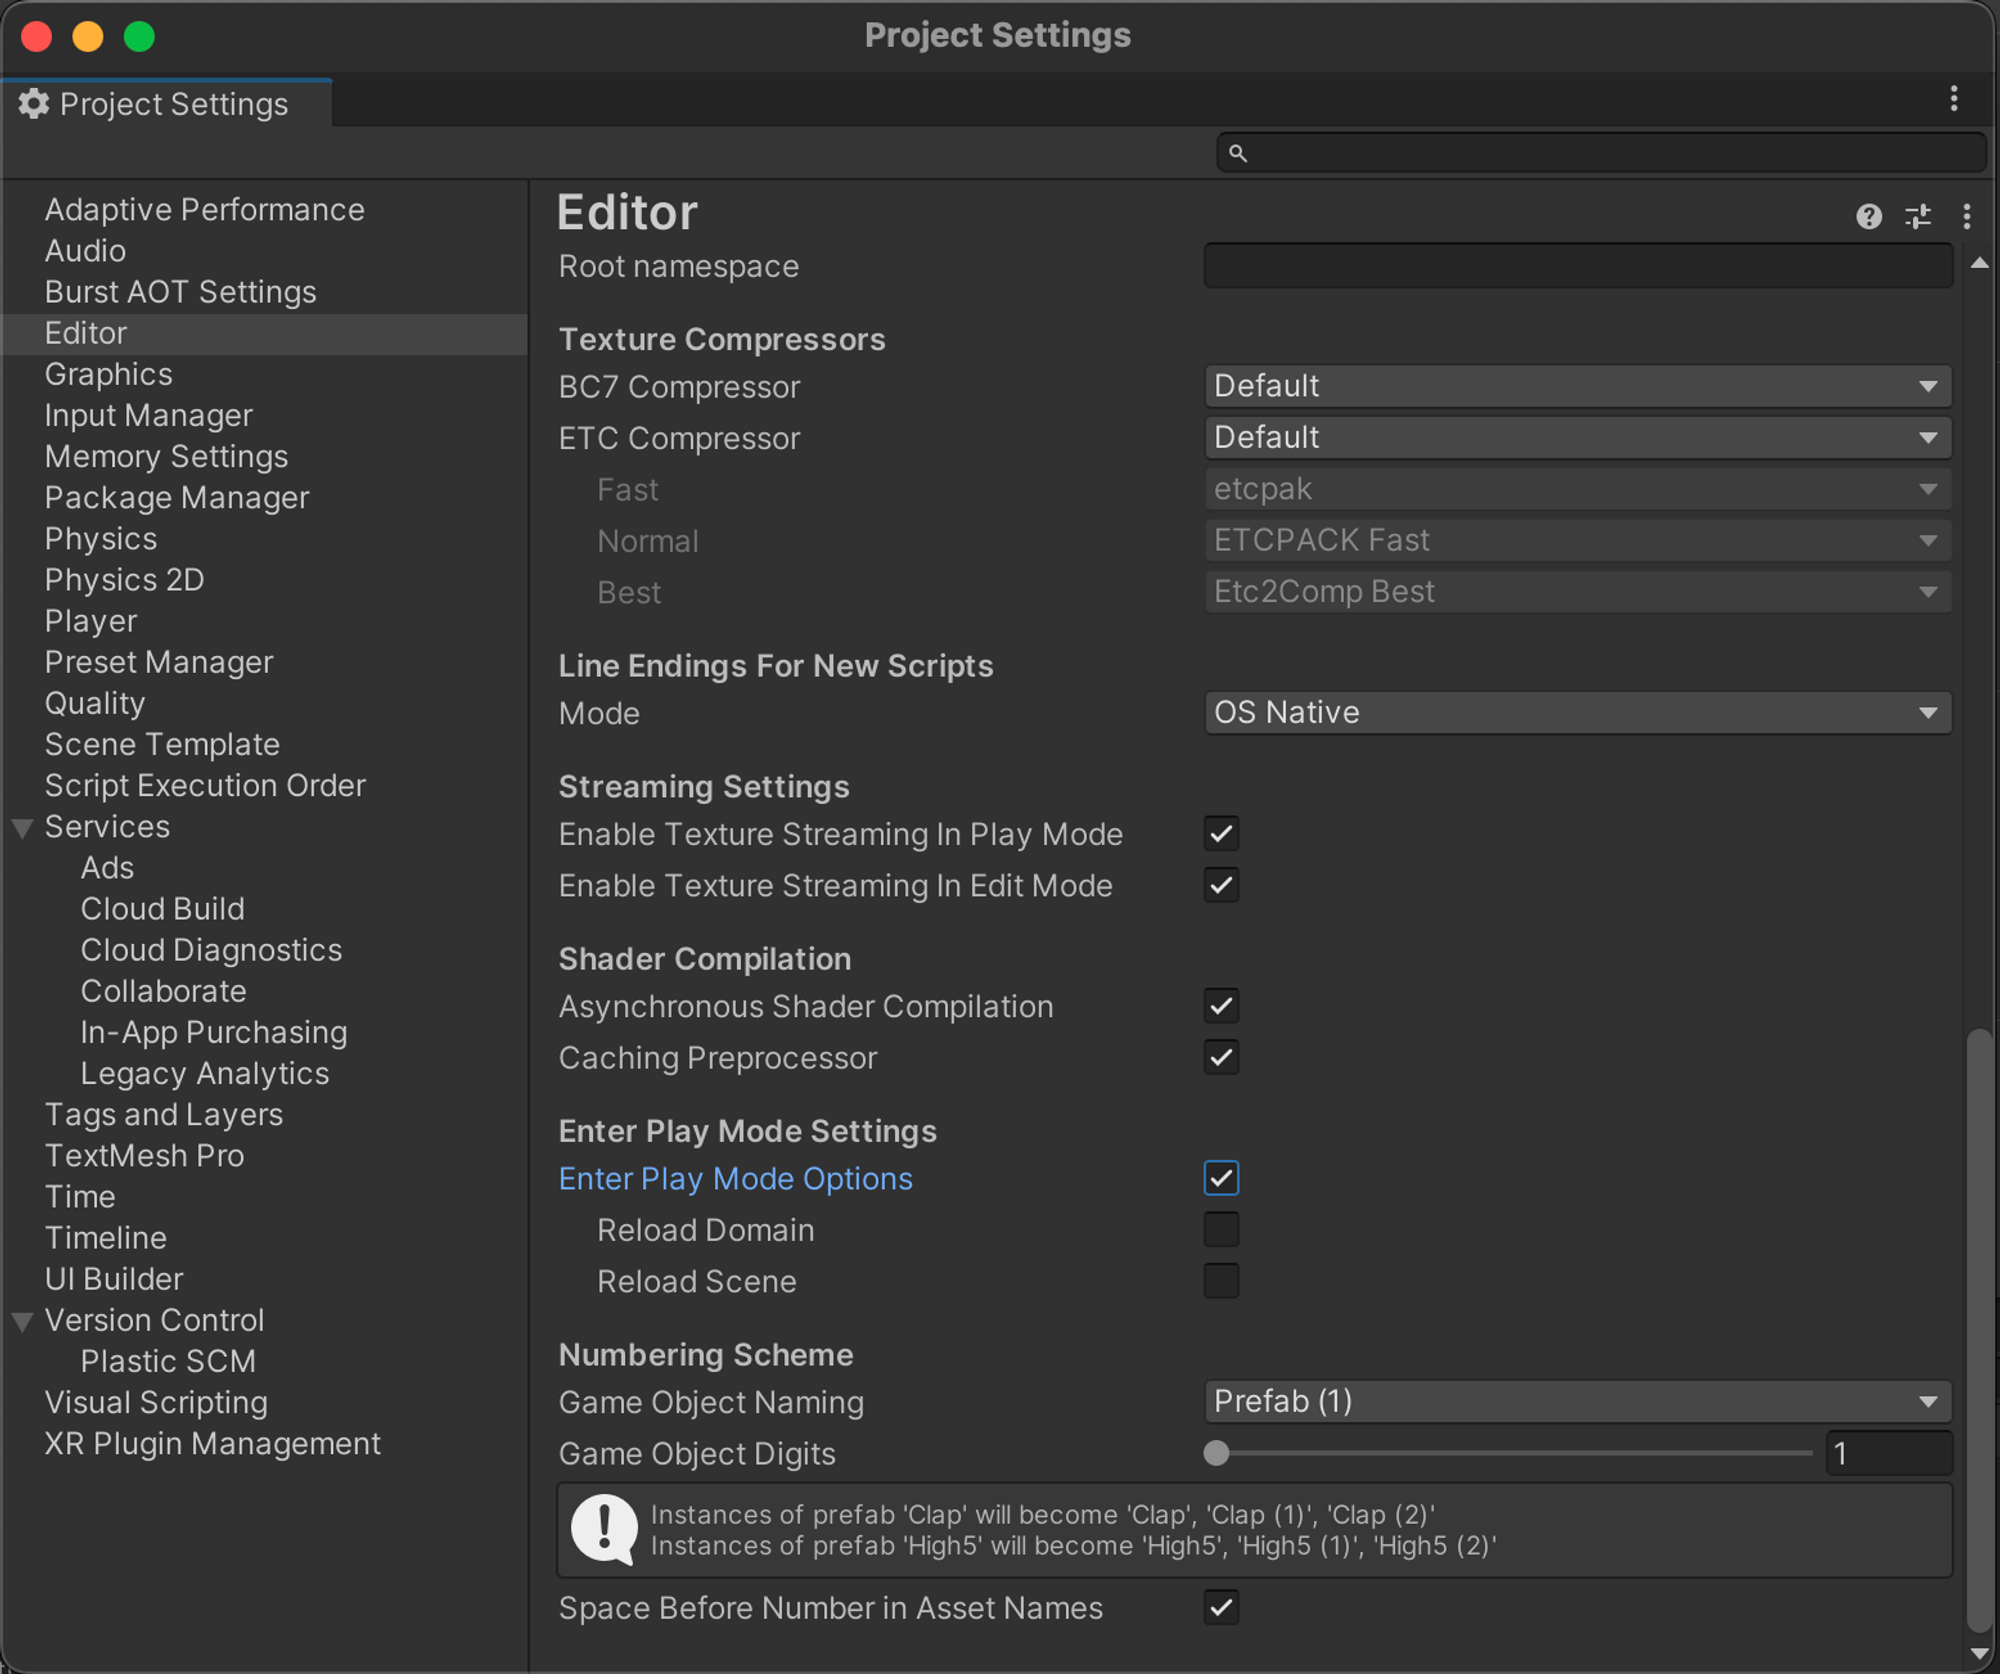 Project Settings
Project Settings
Adaptive Performance
Audio
Burst AOT Settings
Editor
Graphics
Input Manager
Memory Settings
Package Manager
Physics
Physics 2D
Player
Preset Manager
Quality
Scene Template
Script Execution Order
Services
Ads
Cloud Build
Cloud Diagnostics
Collaborate
In-App Purchasing
Legacy Analytics
Tags and Layers
TextMesh Pro
Time
Timeline
UI Builder
Version Control
Plastic SCM
Visual Scripting
XR Plugin Management
Editor
Root namespace
Texture Compressors
BC7 Compressor Default
ETC Compressor Default
Fast etcpak
Normal ETCPACK Fast
Best Etc2Comp Best
Line Endings For New Scripts
Mode OS Native
Streaming Settings
Enable Texture Streaming In Play Mode
Enable Texture Streaming In Edit Mode
Shader Compilation
Asynchronous Shader Compilation
Caching Preprocessor
Enter Play Mode Settings
Enter Play Mode Options
Reload Domain
Reload Scene
Numbering Scheme
Game Object Naming Prefab (1)
Game Object Digits 1
Instances of prefab 'Clap' will become 'Clap', 'Clap (1)', 'Clap (2)'
Instances of prefab 'High5' will become 'High5', 'High5 (1)', 'High5 (2)'
Space Before Number in Asset Names